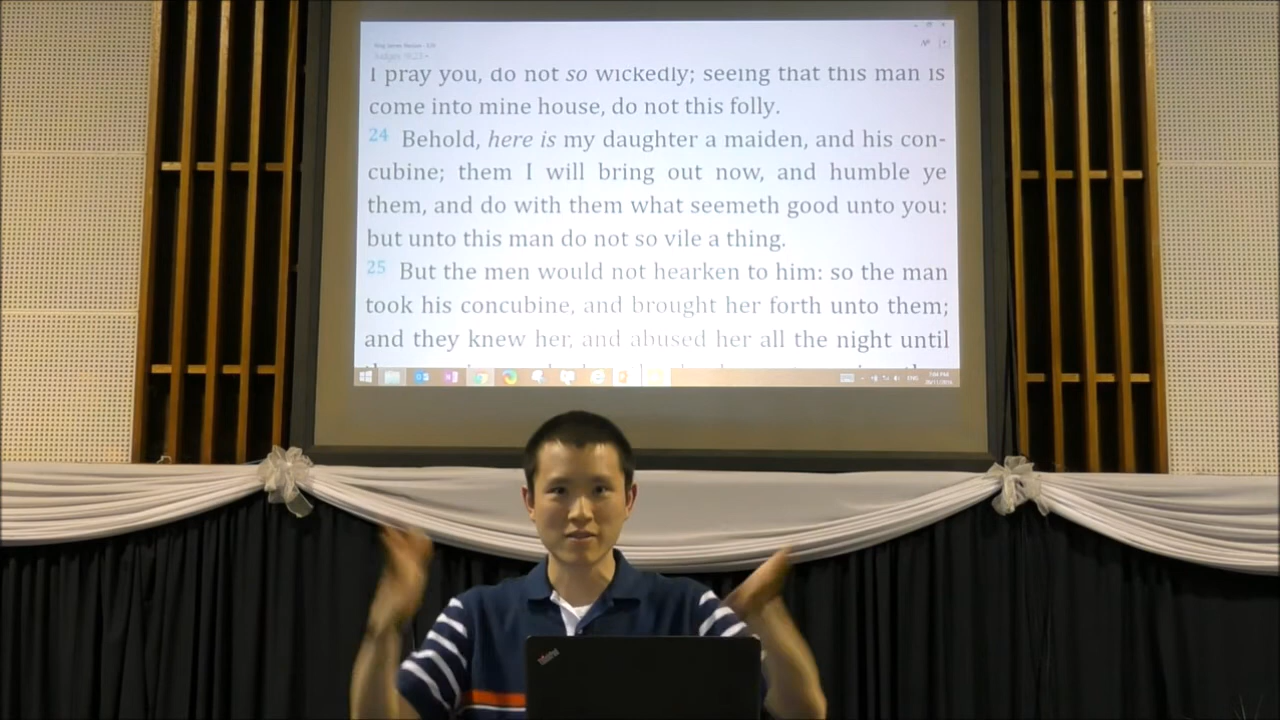 I pray you, do not so wickedly; seeing that this man is
come into mine house, do not this folly.
24 Behold, here is my daughter a maiden, and his con-
cubine; them I will bring out now, and humble ye
them, and do with them what seemeth good unto you:
but unto this man do not so vile a thing.
25 But the men would not hearken to him: so the man
took his concubine, and brought her forth unto them;
and they knew her, and abused her all the night until
ENG